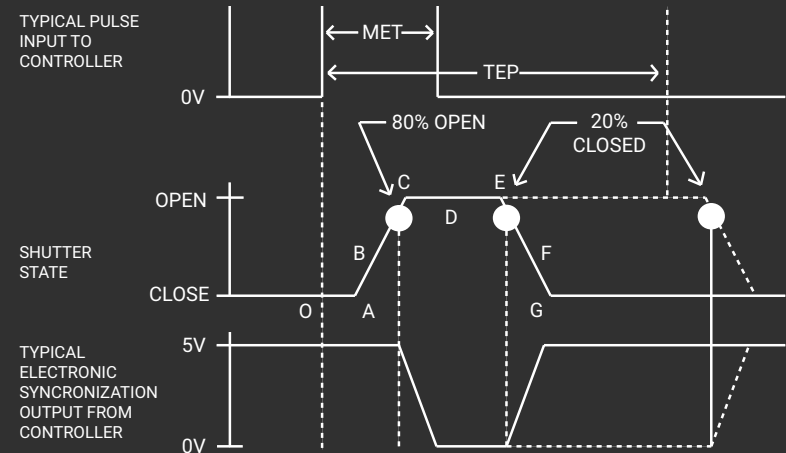 TYPICAL PULSE
INPUT TO
CONTROLLER
0V
MET
TEP
80% OPEN
20%
CLOSED
OPEN
C
E
D
SHUTTER
STATE
B
F
CLOSE
O
A
G
TYPICAL
ELECTRONIC
SYNCRONIZATION
OUTPUT FROM
CONTROLLER
5V
0V